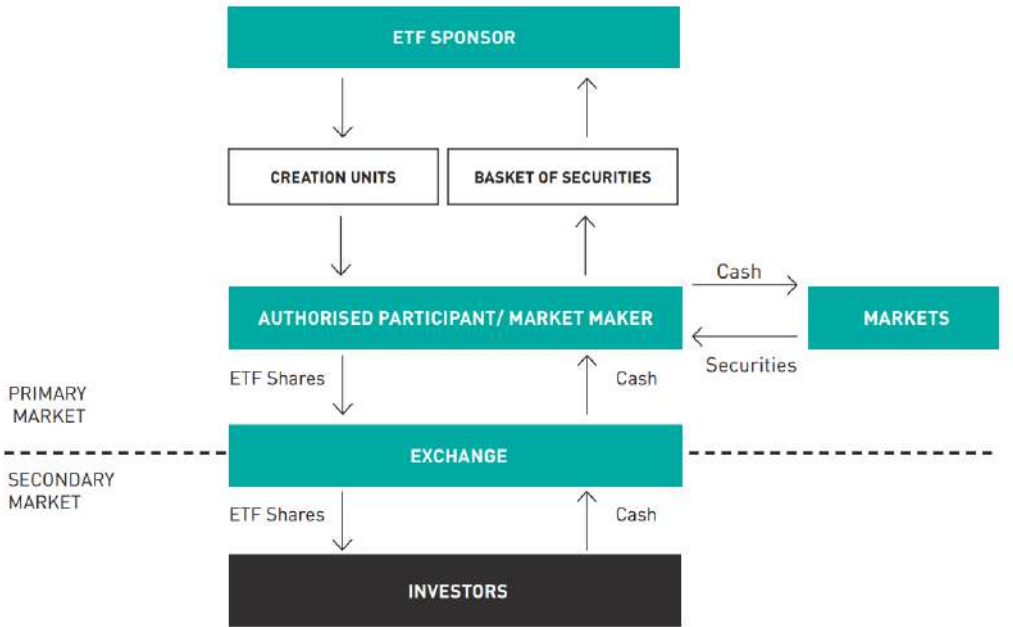 ETF SPONSOR
CREATION UNITS
BASKET OF SECURITIES
Cash
AUTHORISED PARTICIPANT/ MARKET MAKER
MARKETS
Securities
ETF Shares
Cash
PRIMARY
MARKET
EXCHANGE
SECONDARY
MARKET
ETF Shares
Cash
INVESTORS